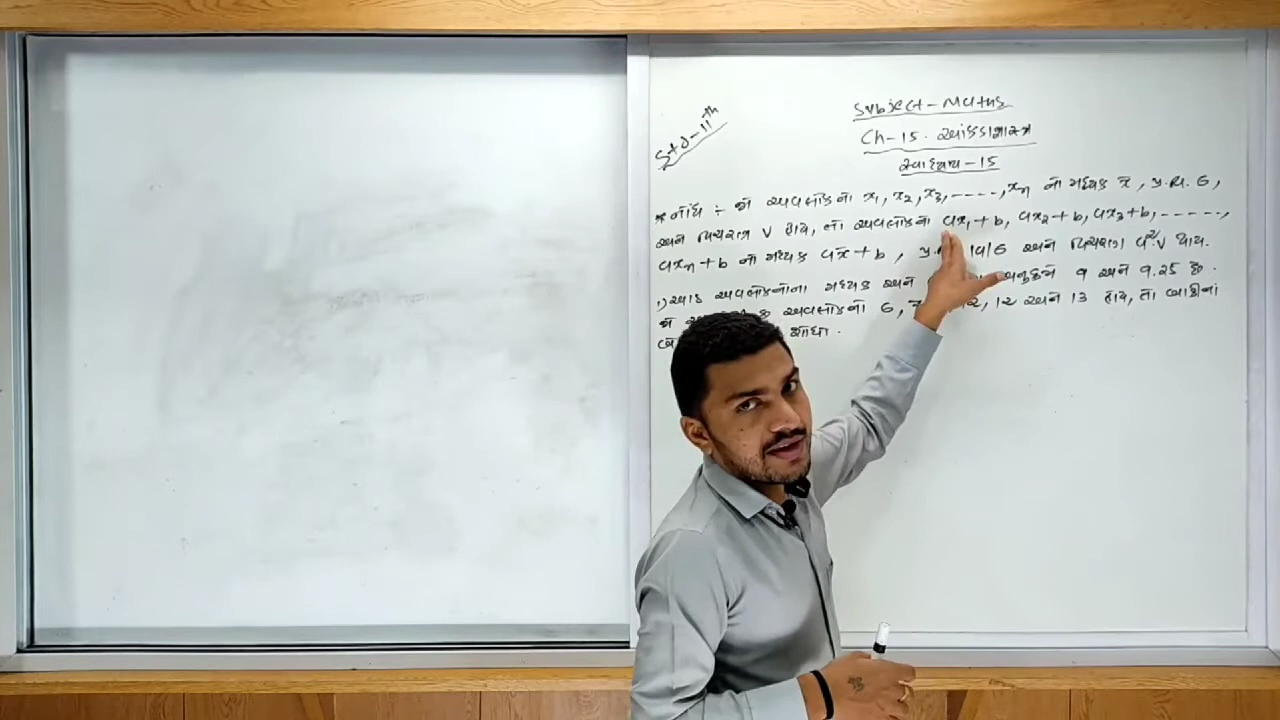 Std-11th
Subject-Maths
Ch-15. આંકડાશાસ્ત્ર
સ્વાધ્યાય-15
* નોંધ :- જો અવલોકનો x₁, x₂, x₃, -----, xₙ નો મધ્યક x̄, પ્ર.વિ. σ,
અને વિચરણ v હોય, તો અવલોકનો ax₁+b, ax₂+b, ax₃+b, ------,
axₙ+b નો મધ્યક ax̄+b, પ્ર. |a|σ અને વિચરણ a²v થાય.
1.) આઠ અવલોકનોના મધ્યક અને અનુક્રમે 9 અને 9.25 છે.
જો અવલોકનો 6, 12, 12 અને 13 હોય, તો બાકીના
શોધો.